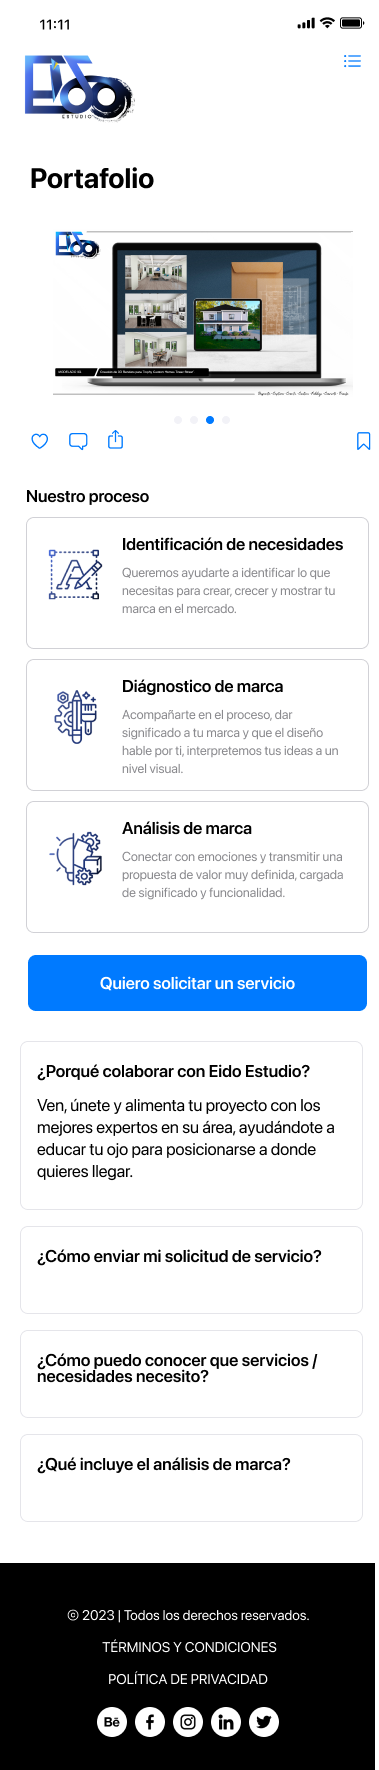 11:11
Eidoo
ESTUDIO
Portafolio
Nuestro proceso
Identificación de necesidades
Queremos ayudarte a identificar lo que
necesitas para crear, crecer y mostrar tu
marca en el mercado.
Diágnostico de marca
Acompañarte en el proceso, dar
significado a tu marca y que el diseño
hable por ti, interpretemos tus ideas a un
nivel visual.
Análisis de marca
Conectar con emociones y transmitir una
propuesta de valor muy definida, cargada
de significado y funcionalidad.
Quiero solicitar un servicio
¿Porqué colaborar con Eido Estudio?
Ven, únete y alimenta tu proyecto con los
mejores expertos en su área, ayudándote a
educar tu ojo para posicionarse a donde
quieres llegar.
¿Cómo enviar mi solicitud de servicio?
¿Cómo puedo conocer que servicios /
necesidades necesito?
¿Qué incluye el análisis de marca?
© 2023 | Todos los derechos reservados.
TÉRMINOS Y CONDICIONES
POLÍTICA DE PRIVACIDAD
Bē